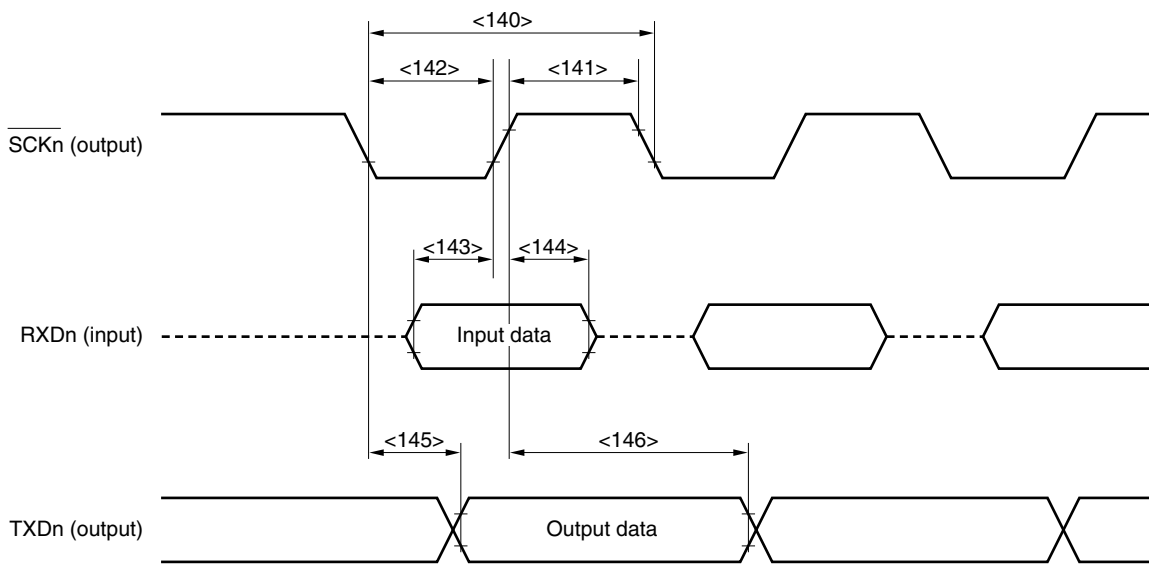 <140>
<142>
<141>
SCKn (output)
<143>
<144>
RXDn (input)
Input data
<145>
<146>
TXDn (output)
Output data